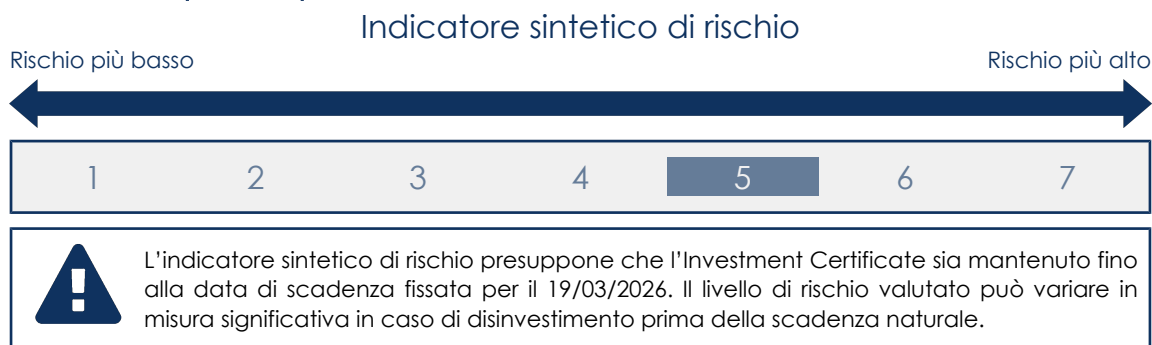 Indicatore sintetico di rischio
Rischio più basso
Rischio più alto
1 2 3 4 5 6 7
L'indicatore sintetico di rischio presuppone che l'Investment Certificate sia mantenuto fino
alla data di scadenza fissata per il 19/03/2026. Il livello di rischio valutato può variare in
misura significativa in caso di disinvestimento prima della scadenza naturale.